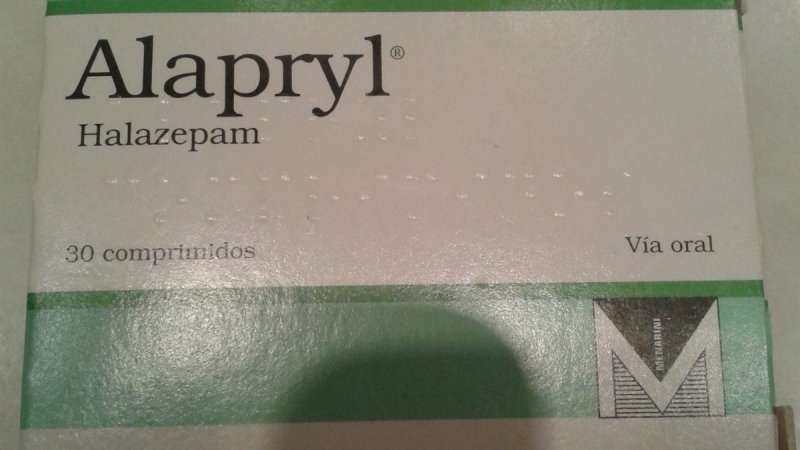 Alapryl®
Halazepam
30 comprimidos
Vía oral
MENARINI